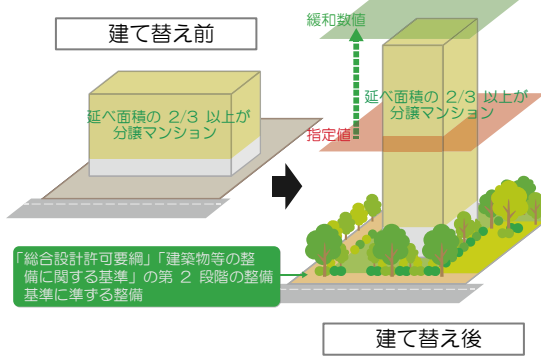 建て替え前
延べ面積の 2/3 以上が
分譲マンション
緩和数値
延べ面積の 2/3 以上が
分譲マンション
指定値
「総合設計許可要綱」「建築物等の整
備に関する基準」の第 2 段階の整備
基準に準ずる整備
建て替え後